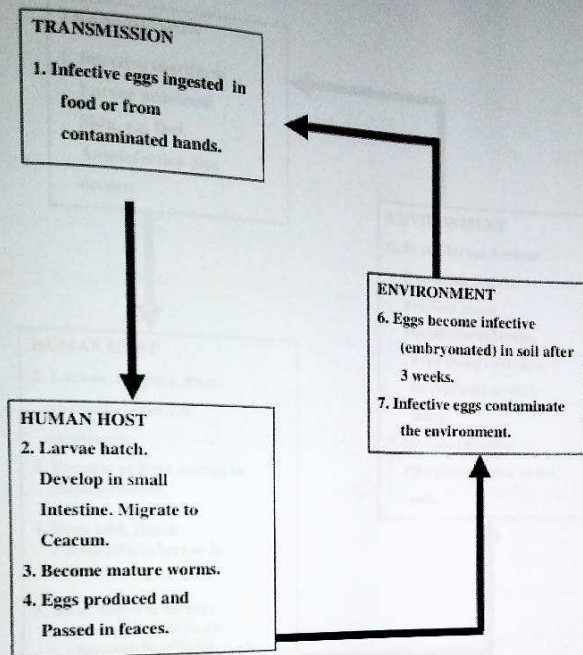 TRANSMISSION
1. Infective eggs ingested in
food or from
contaminated hands.
ENVIRONMENT
6. Eggs become infective
(embryonated) in soil after
3 weeks.
7. Infective eggs contaminate
the environment.
HUMAN HOST
2. Larvae hatch.
Develop in small
Intestine. Migrate to
Ceacum.
3. Become mature worms.
4. Eggs produced and
Passed in feaces.